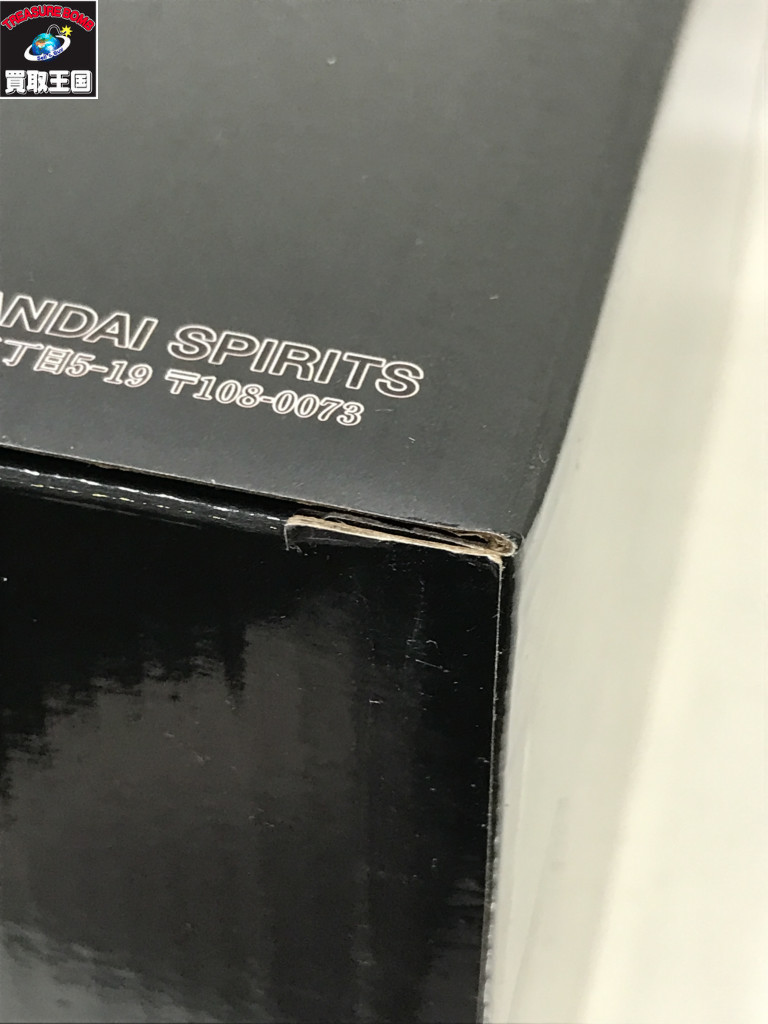 TREASURE BOMB
買取王国
ANDAI SPIRITS
丁目5-19 〒108-0073